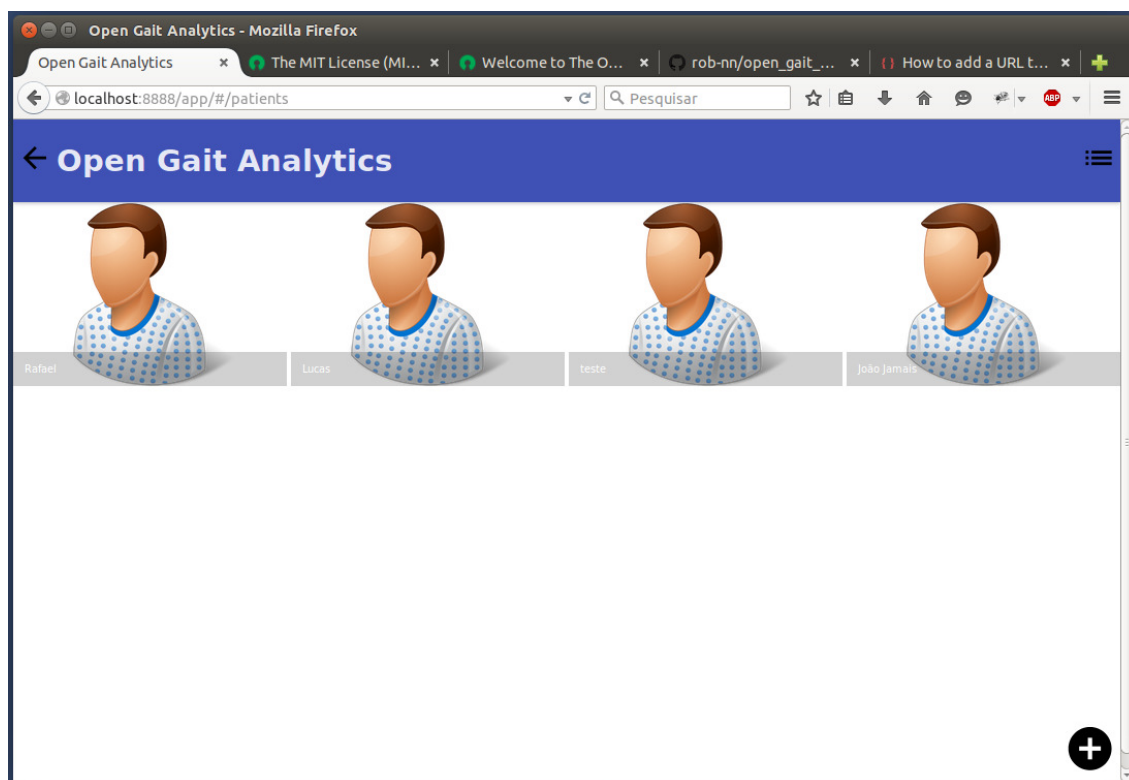 Open Gait Analytics - Mozilla Firefox
Open Gait Analytics
The MIT License (MI...
Welcome to The O...
rob-nn/open_gait_...
How to add a URL t...
localhost:8888/app/#/patients
Pesquisar
ABP
Open Gait Analytics
Rafael
Lucas
teste
João Jamais